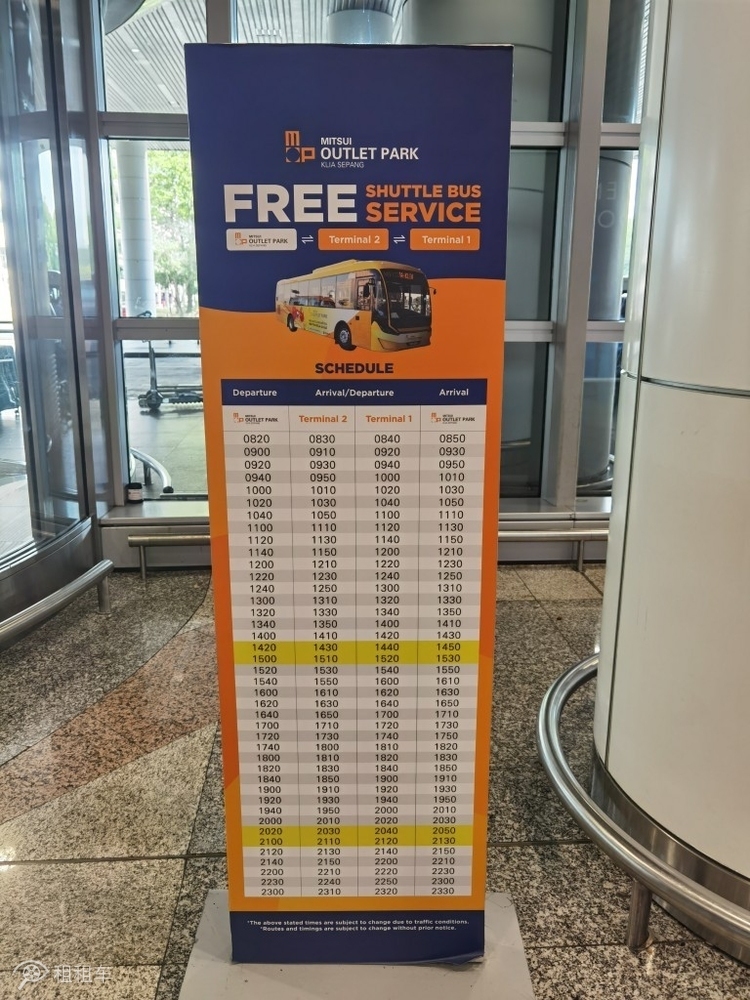 MITSUI
OUTLET PARK
KLIA SEPANG
FREE SHUTTLE BUS SERVICE
MITSUI OUTLET PARK ⇌ Terminal 2 ⇌ Terminal 1
SCHEDULE
Departure Arrival/Departure Arrival
MITSUI OUTLET PARK Terminal 2 Terminal 1 MITSUI OUTLET PARK
0820 0830 0840 0850
0900 0910 0920 0930
0920 0930 0940 0950
0940 0950 1000 1010
1000 1010 1020 1030
1020 1030 1040 1050
1040 1050 1100 1110
1100 1110 1120 1130
1120 1130 1140 1150
1140 1150 1200 1210
1200 1210 1220 1230
1220 1230 1240 1250
1240 1250 1300 1310
1300 1310 1320 1330
1320 1330 1340 1350
1340 1350 1400 1410
1400 1410 1420 1430
1420 1430 1440 1450
1500 1510 1520 1530
1520 1530 1540 1550
1540 1550 1600 1610
1600 1610 1620 1630
1620 1630 1640 1650
1640 1650 1700 1710
1700 1710 1720 1730
1720 1730 1740 1750
1740 1800 1810 1820
1800 1810 1820 1830
1820 1830 1840 1850
1840 1850 1900 1910
1900 1910 1920 1930
1920 1930 1940 1950
1940 1950 2000 2010
2000 2010 2020 2030
2020 2030 2040 2050
2100 2110 2120 2130
2120 2130 2140 2150
2140 2150 2200 2210
2200 2210 2220 2230
2230 2240 2250 2300
2300 2310 2320 2330
*The above stated times are subject to change due to traffic conditions.
*Routes and timings are subject to change without prior notice.
租租车